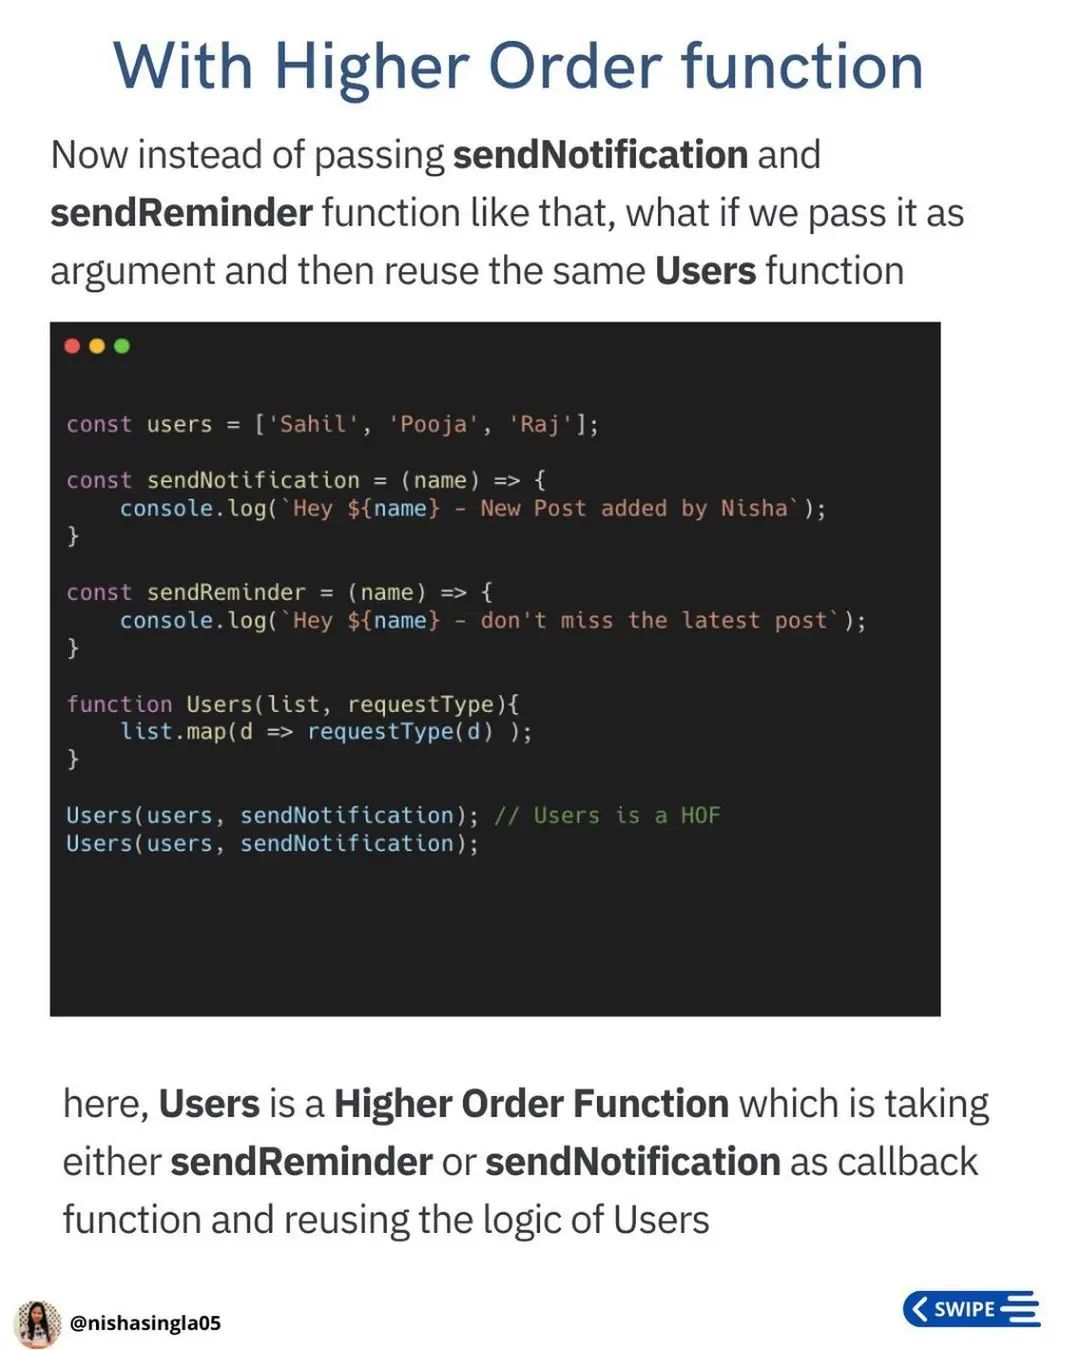 With Higher Order function
Now instead of passing sendNotification and
sendReminder function like that, what if we pass it as
argument and then reuse the same Users function
const users = ['Sahil', 'Pooja', 'Raj'];
const sendNotification = (name) => {
    console.log(`Hey ${name} - New Post added by Nisha`);
}
const sendReminder = (name) => {
    console.log(`Hey ${name} - don't miss the latest post`);
}
function Users(list, requestType){
    list.map(d => requestType(d) );
}
Users(users, sendNotification); // Users is a HOF
Users(users, sendNotification);
here, Users is a Higher Order Function which is taking
either sendReminder or sendNotification as callback
function and reusing the logic of Users
@nishasingla05
SWIPE